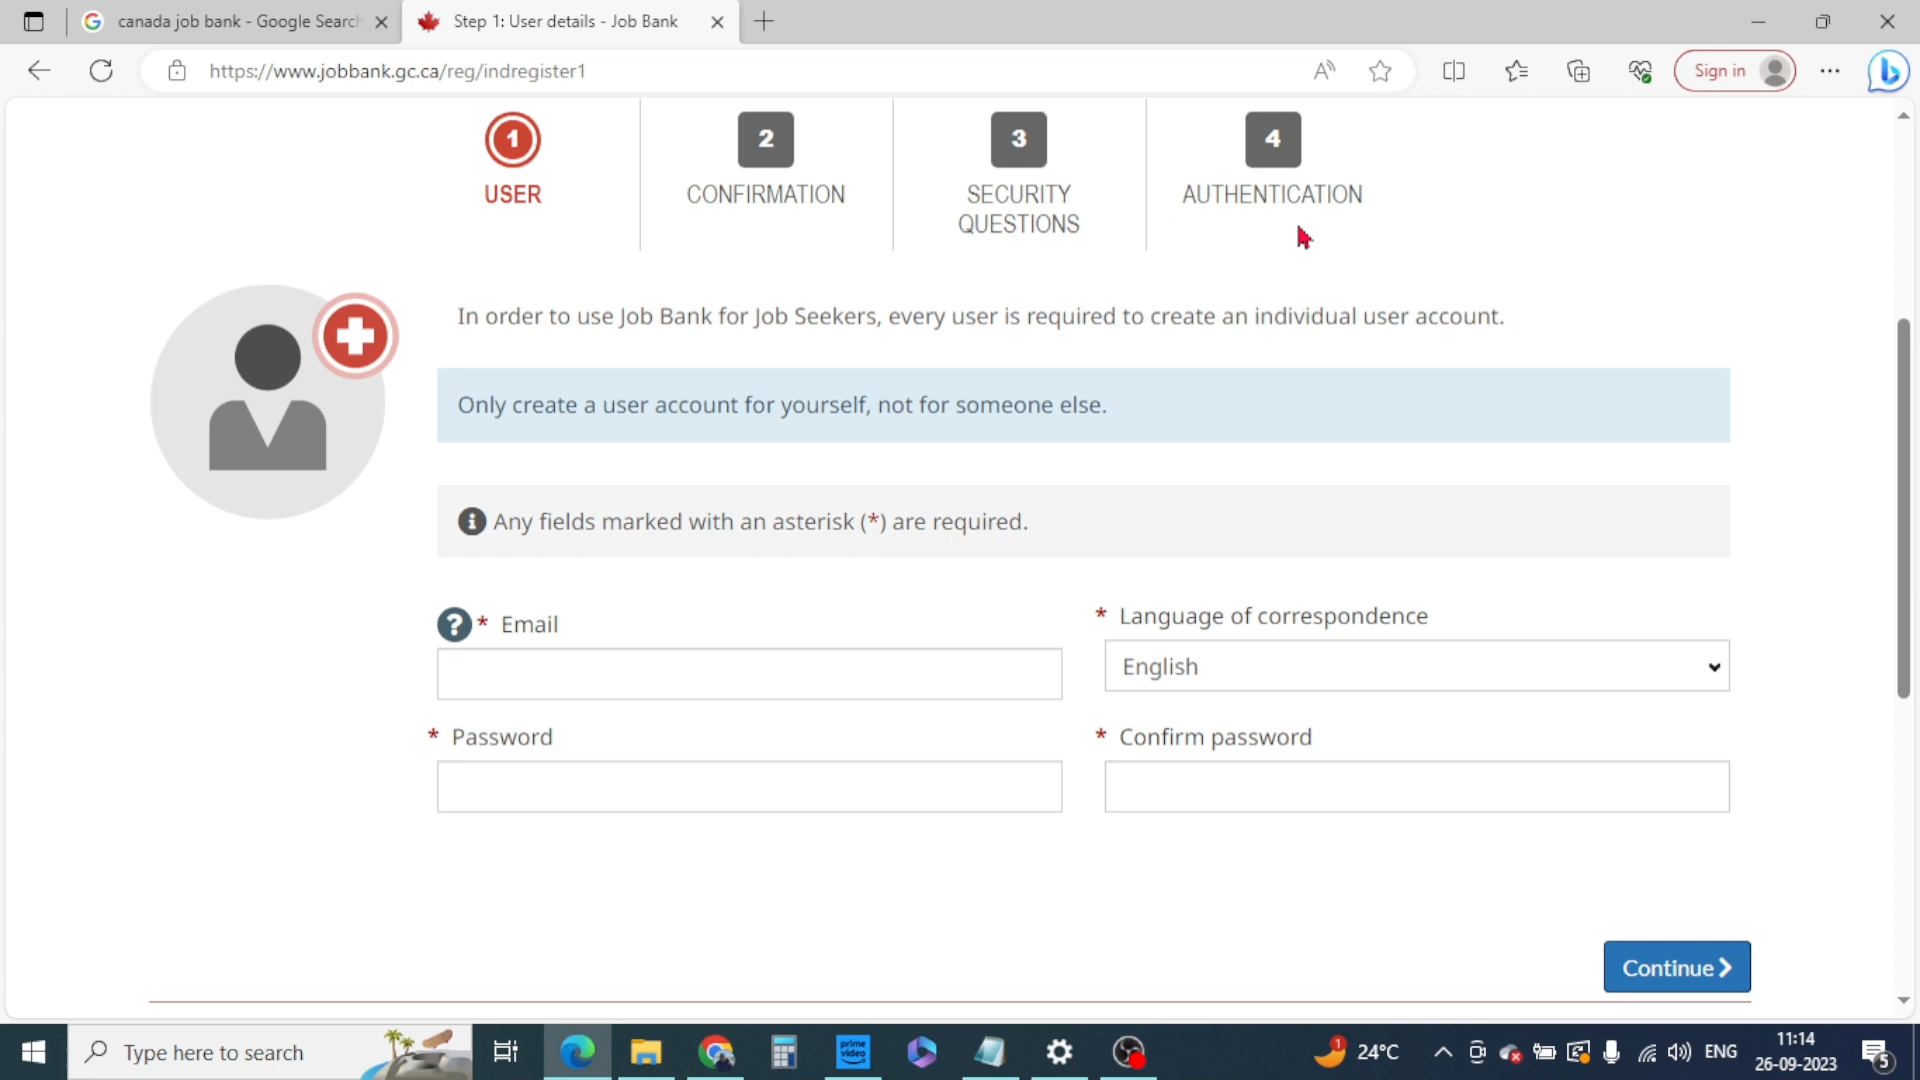 canada job bank - Google Search
Step 1: User details - Job Bank
https://www.jobbank.gc.ca/reg/indregister1
Sign in
1
USER
2
CONFIRMATION
3
SECURITY
QUESTIONS
4
AUTHENTICATION
In order to use Job Bank for Job Seekers, every user is required to create an individual user account.
Only create a user account for yourself, not for someone else.
Any fields marked with an asterisk (*) are required.
? * Email
* Language of correspondence
English
* Password
* Confirm password
Continue
Type here to search
prime
video
1
24°C
ENG
11:14
26-09-2023
5